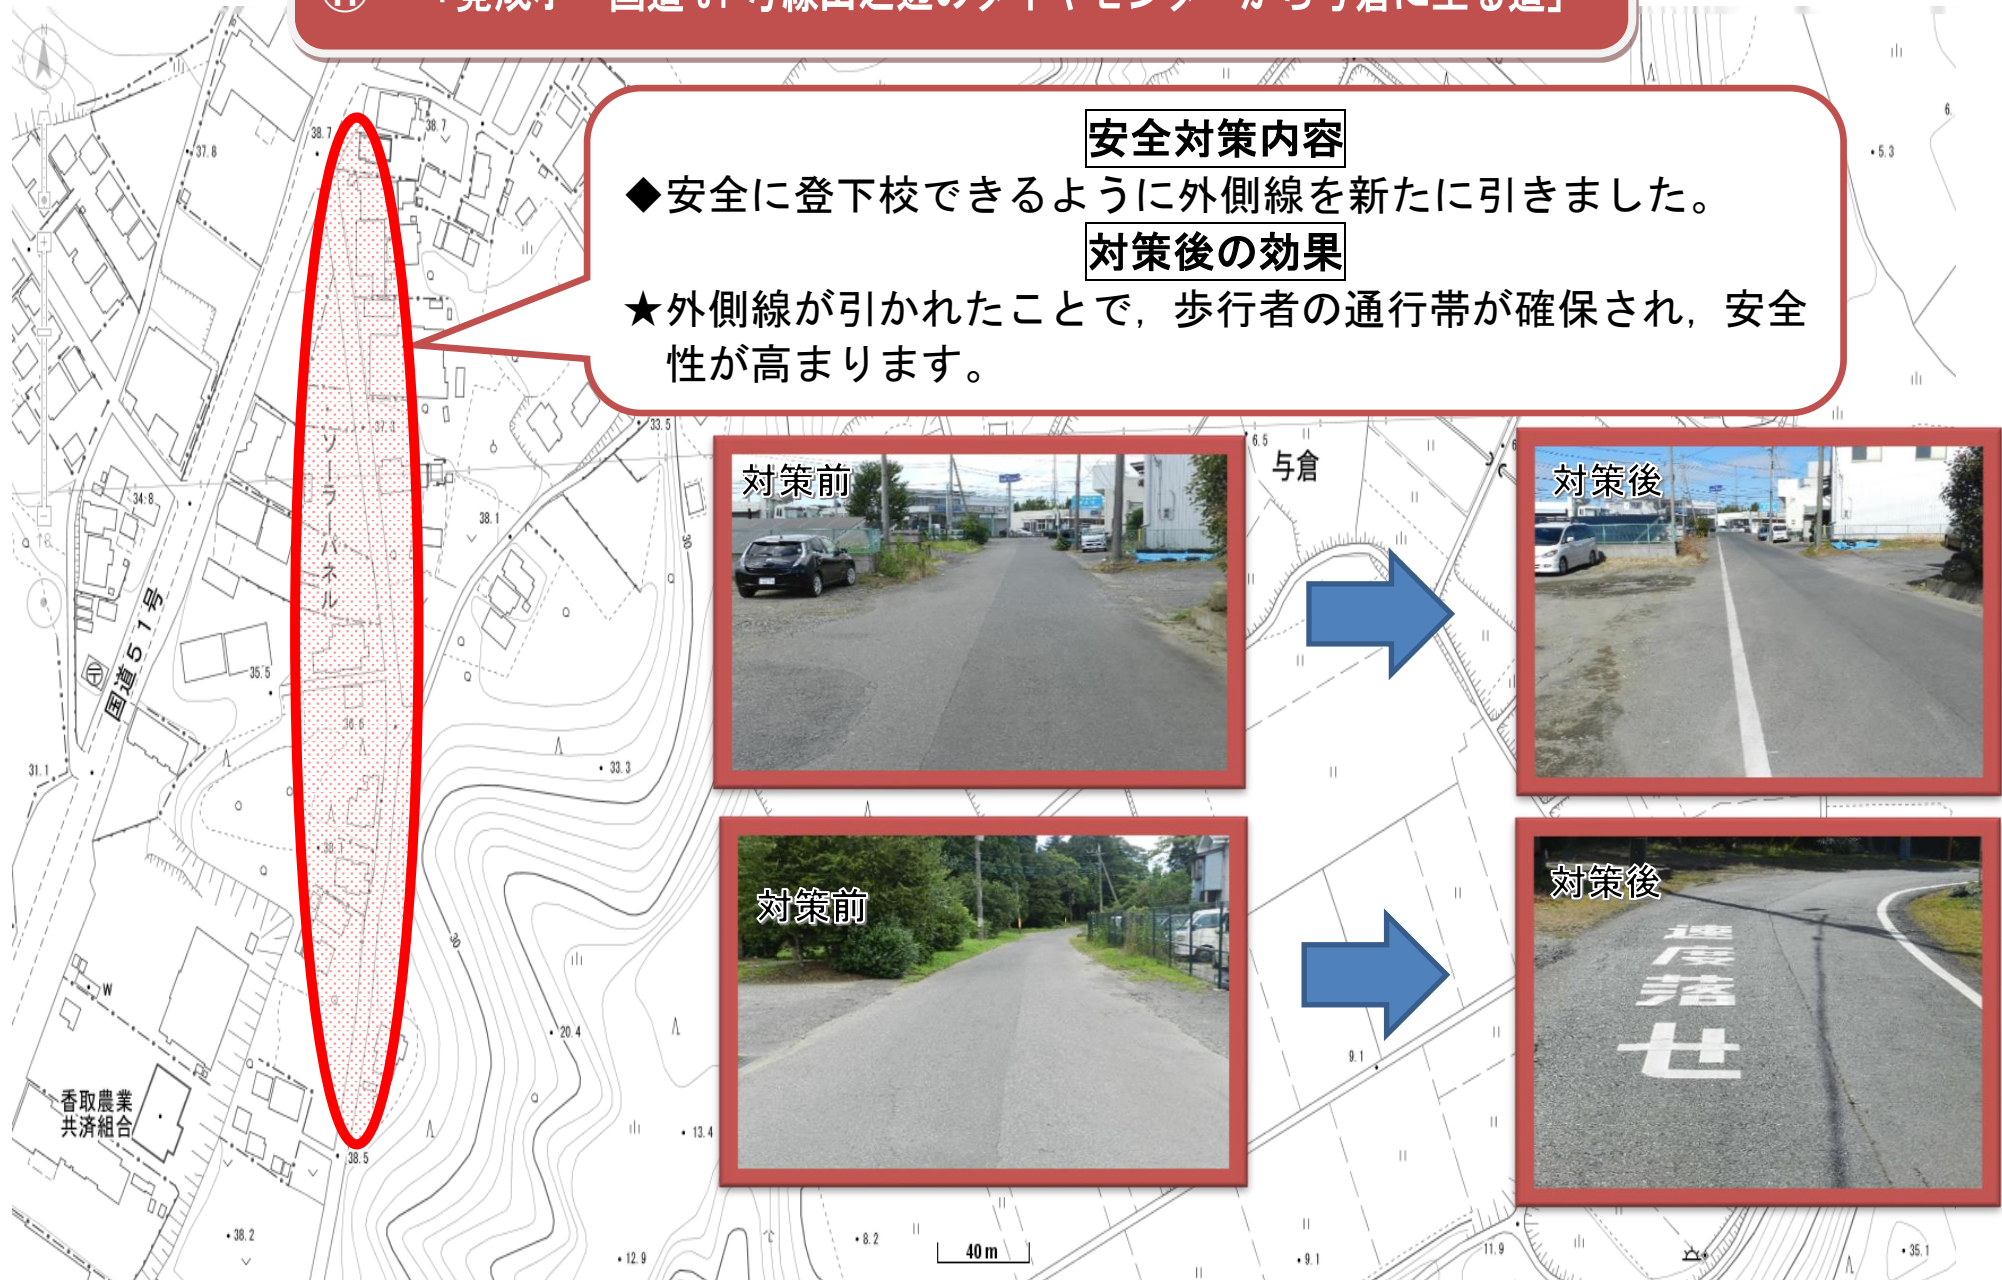 安全対策内容
◆安全に登下校できるように外側線を新たに引きました。
対策後の効果
★外側線が引かれたことで，歩行者の通行帯が確保され，安全
性が高まります。
対策前
対策後
対策前
対策後
与倉
ソーラーパネル
国道51号
香取農業
共済組合
38.7
38.7
37.8
5.3
33.5
6.5
37.3
34.8
38.1
30
35.5
31.1
33.3
30
W
20.4
13.4
9.1
38.5
38.2
12.9
8.2
40m
9.1
11.9
35.1